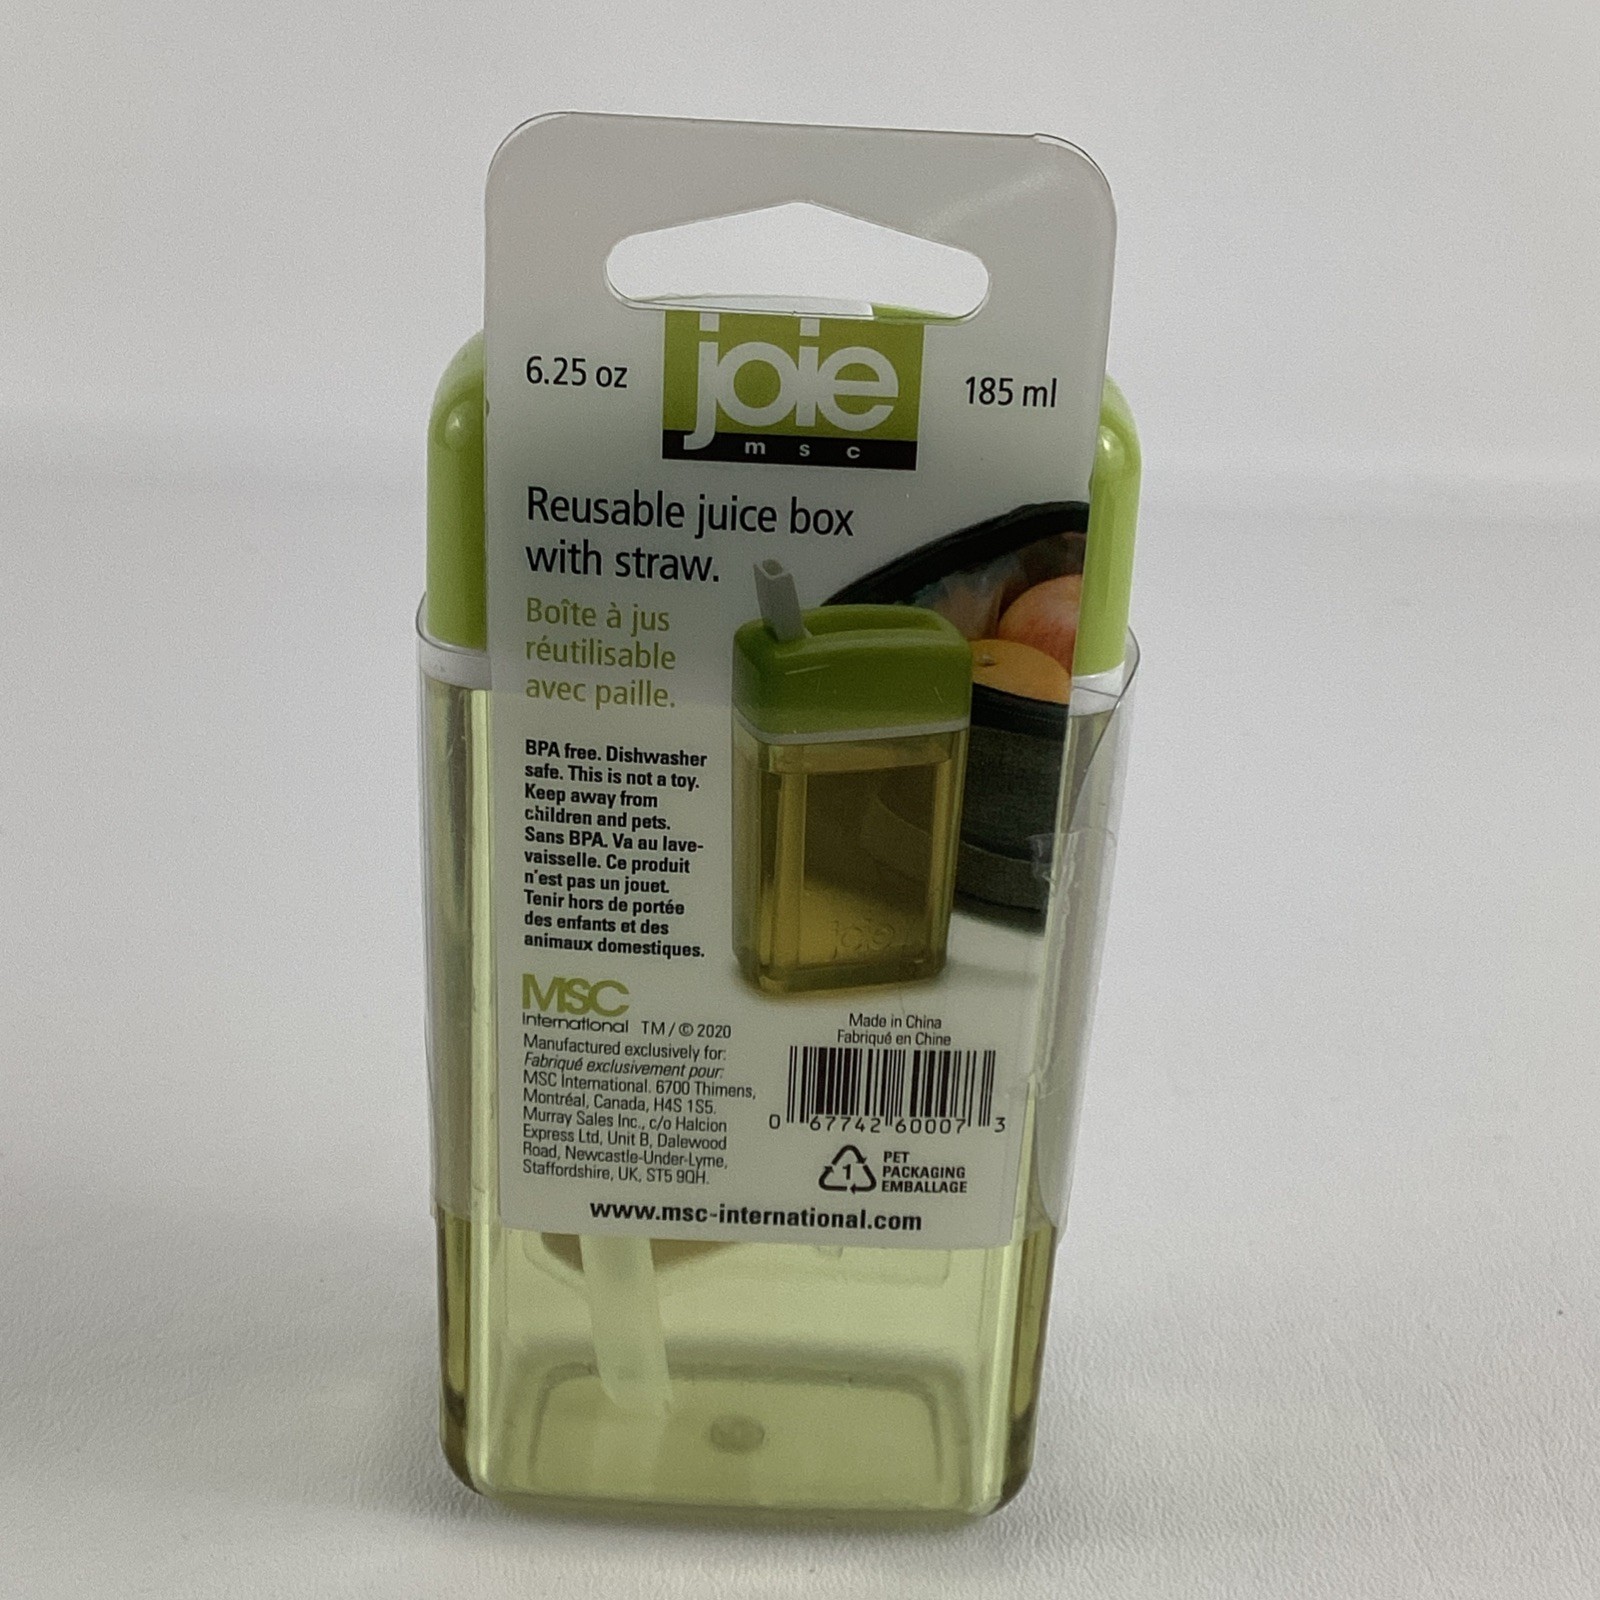 6.25 oz
joie
msc
185 ml
Reusable juice box
with straw.
Boîte à jus
réutilisable
avec paille.
BPA free. Dishwasher
safe. This is not a toy.
Keep away from
children and pets.
Sans BPA. Va au lave-
vaisselle. Ce produit
n'est pas un jouet.
Tenir hors de portée
des enfants et des
animaux domestiques.
joie
MSC
International TM / © 2020
Manufactured exclusively for:
Fabriqué exclusivement pour:
MSC International. 6700 Thimens,
Montréal, Canada, H4S 1S5.
Murray Sales Inc., c/o Halcion
Express Ltd, Unit B, Dalewood
Road, Newcastle-Under-Lyme,
Staffordshire, UK, ST5 9QH.
Made in China
Fabriqué en Chine
0 67742 60007 3
1
PET
PACKAGING
EMBALLAGE
www.msc-international.com